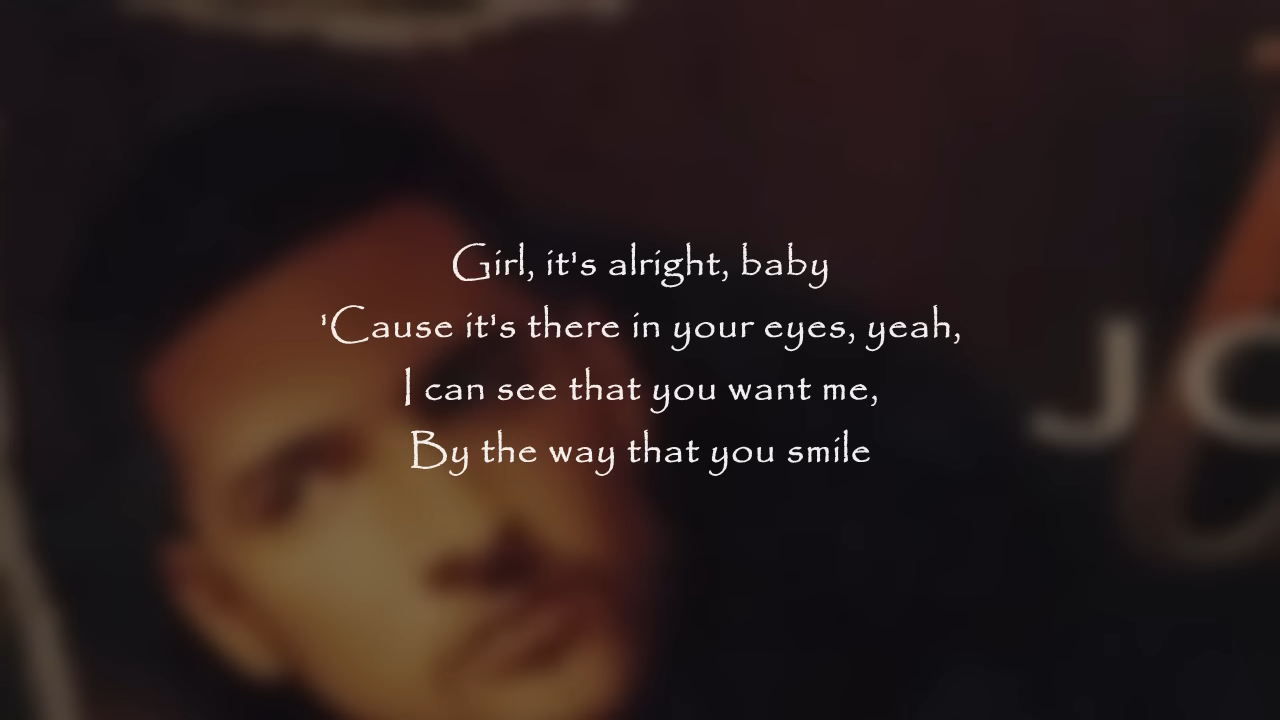 Girl, it's alright, baby
'Cause it's there in your eyes, yeah,
I can see that you want me,
By the way that you smile
JO